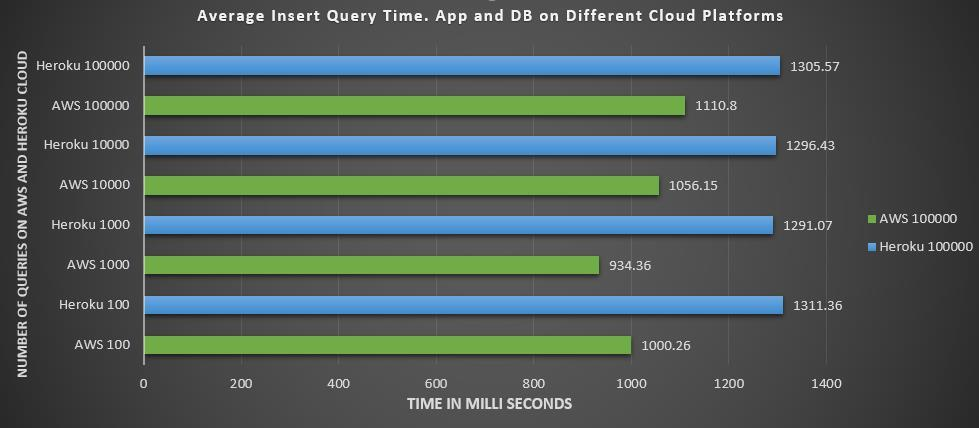 Average Insert Query Time. App and DB on Different Cloud Platforms
NUMBER OF QUERIES ON AWS AND HEROKU CLOUD
Heroku 100000 1305.57
AWS 100000 1110.8
Heroku 10000 1296.43
AWS 10000 1056.15
Heroku 1000 1291.07
AWS 1000 934.36
Heroku 100 1311.36
AWS 100 1000.26
0 200 400 600 800 1000 1200 1400
TIME IN MILLI SECONDS
AWS 100000
Heroku 100000